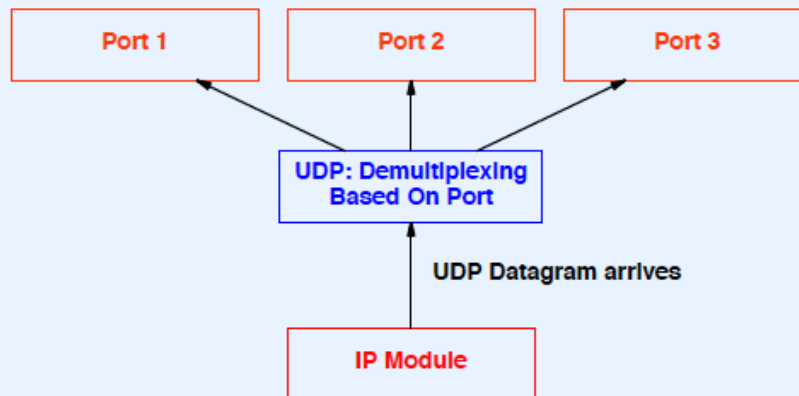 Port 1
Port 2
Port 3
UDP: Demultiplexing
Based On Port
UDP Datagram arrives
IP Module